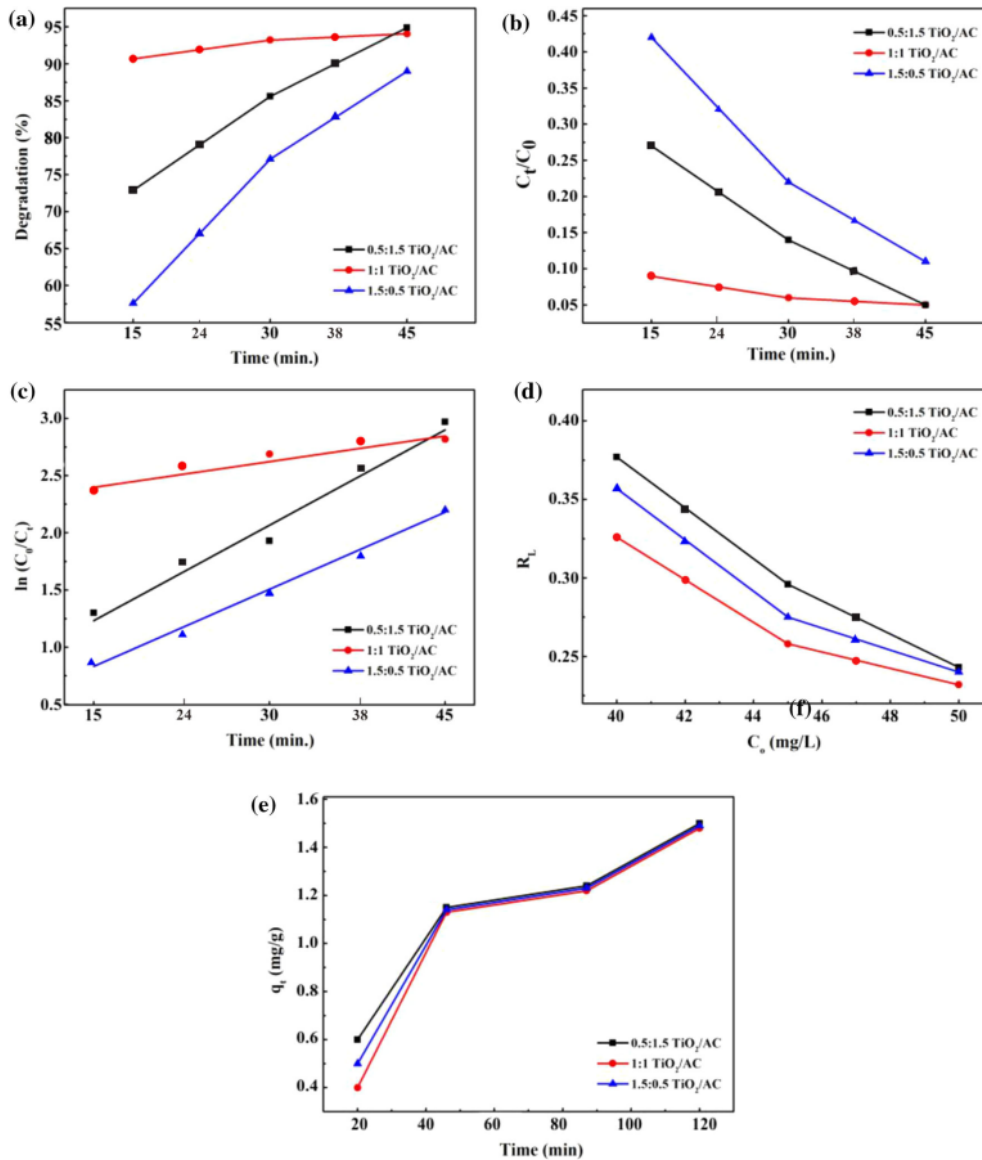 (a)
95
90
85
80
75
70
65
60
55
Degradation (%)
0.5:1.5 TiO₂/AC
1:1 TiO₂/AC
1.5:0.5 TiO₂/AC
15 24 30 38 45
Time (min.)
(b)
0.45
0.40
0.35
0.30
0.25
0.20
0.15
0.10
0.05
Ct/C0
0.5:1.5 TiO₂/AC
1:1 TiO₂/AC
1.5:0.5 TiO₂/AC
15 24 30 38 45
Time (min.)
(c)
3.0
2.5
2.0
1.5
1.0
0.5
ln (C₀/Cₜ)
0.5:1.5 TiO₂/AC
1:1 TiO₂/AC
1.5:0.5 TiO₂/AC
15 24 30 38 45
Time (min.)
(d)
0.40
0.35
0.30
0.25
R_L
0.5:1.5 TiO₂/AC
1:1 TiO₂/AC
1.5:0.5 TiO₂/AC
(f)
40 42 44 46 48 50
Cₒ (mg/L)
(e)
1.6
1.4
1.2
1.0
0.8
0.6
0.4
qₜ (mg/g)
0.5:1.5 TiO₂/AC
1:1 TiO₂/AC
1.5:0.5 TiO₂/AC
20 40 60 80 100 120
Time (min)